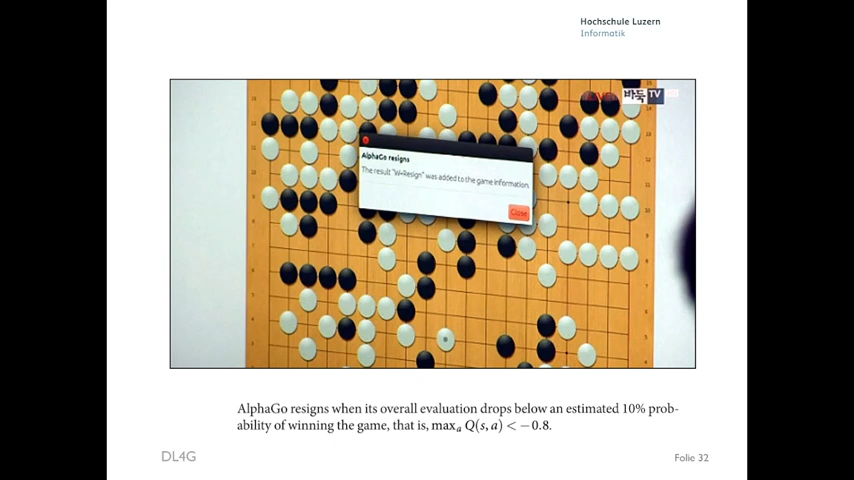 Hochschule Luzern
Informatik
바둑 TV
AlphaGo resigns
The result "W+Resign" was added to the game information.
Close
AlphaGo resigns when its overall evaluation drops below an estimated 10% prob-
ability of winning the game, that is, maxₐ Q(s, a) < −0.8.
DL4G
Folie 32